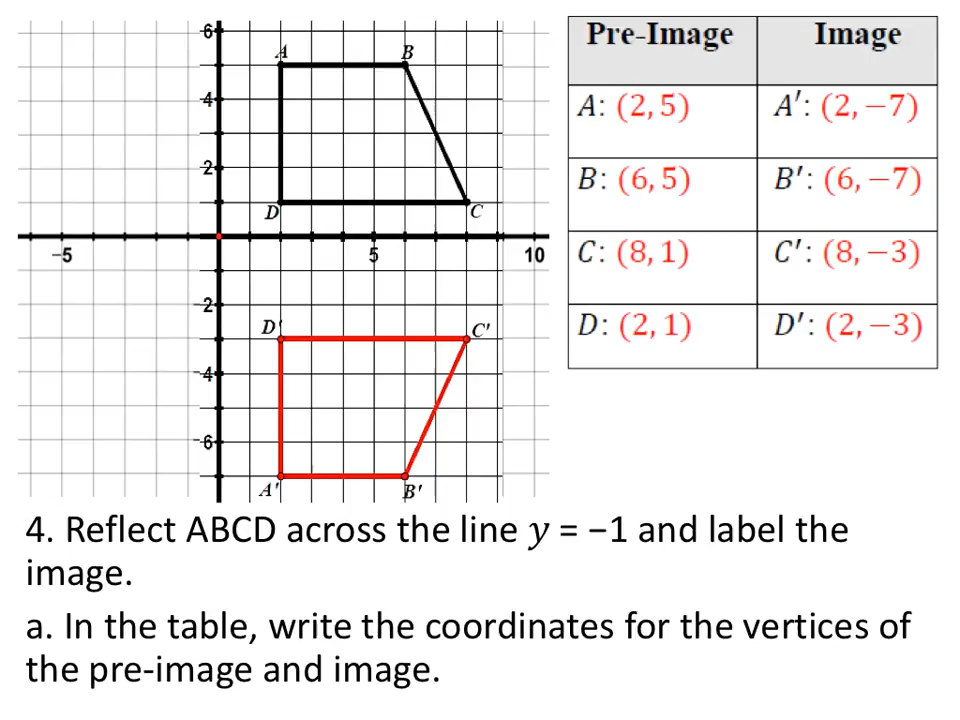 6
A
B
4
2
D
C
−5
5
10
−2
D'
C'
−4
−6
A'
B'
Pre-Image Image
A: (2, 5) A′: (2, −7)
B: (6, 5) B′: (6, −7)
C: (8, 1) C′: (8, −3)
D: (2, 1) D′: (2, −3)
4. Reflect ABCD across the line y = −1 and label the
image.
a. In the table, write the coordinates for the vertices of
the pre-image and image.